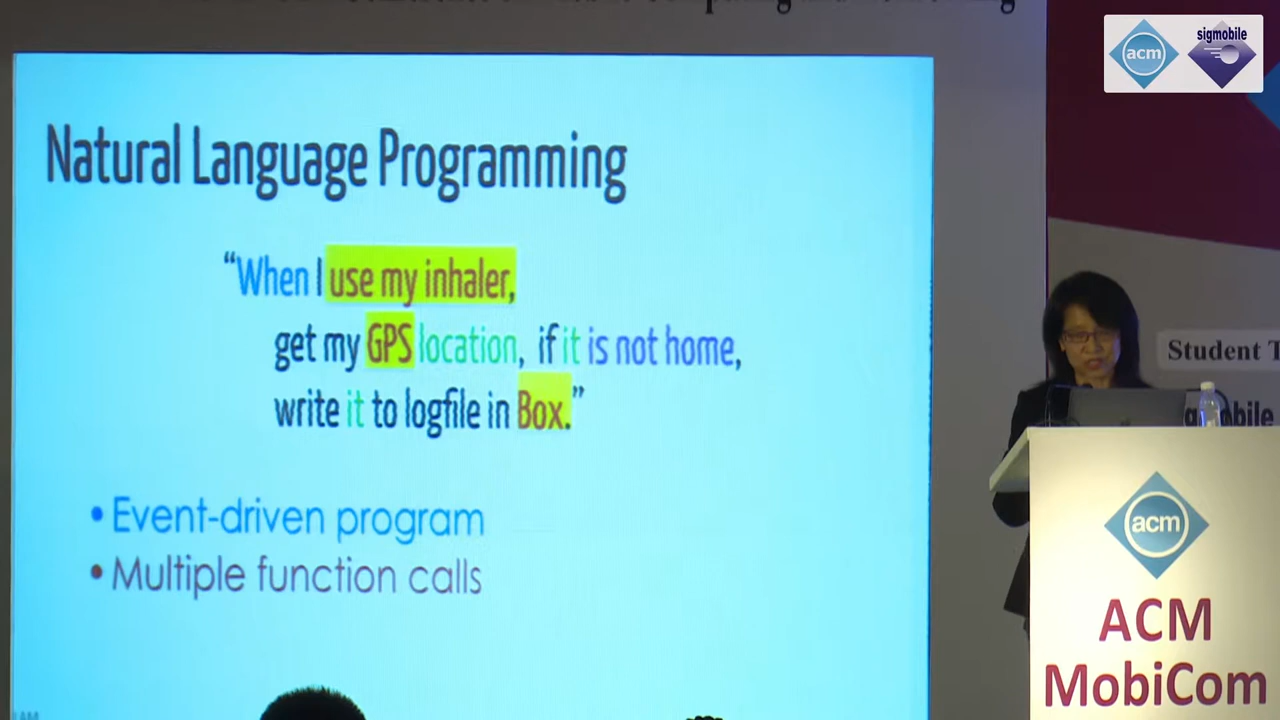 acm
sigmobile
Natural Language Programming
“When I use my inhaler,
get my GPS location, if it is not home,
write it to logfile in Box.”
• Event-driven program
• Multiple function calls
Student
acm
ACM
MobiCom